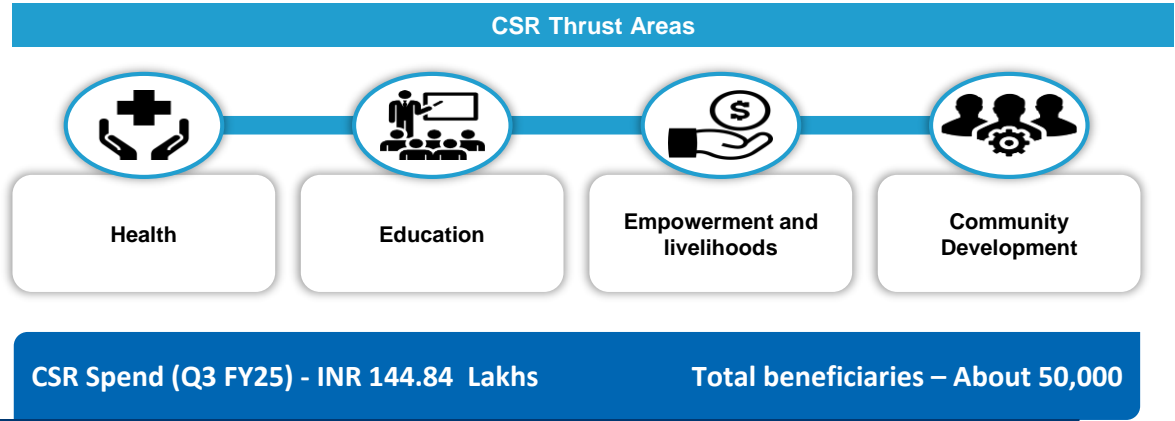 CSR Thrust Areas
Health
Education
Empowerment and
livelihoods
Community
Development
CSR Spend (Q3 FY25) - INR 144.84 Lakhs
Total beneficiaries – About 50,000